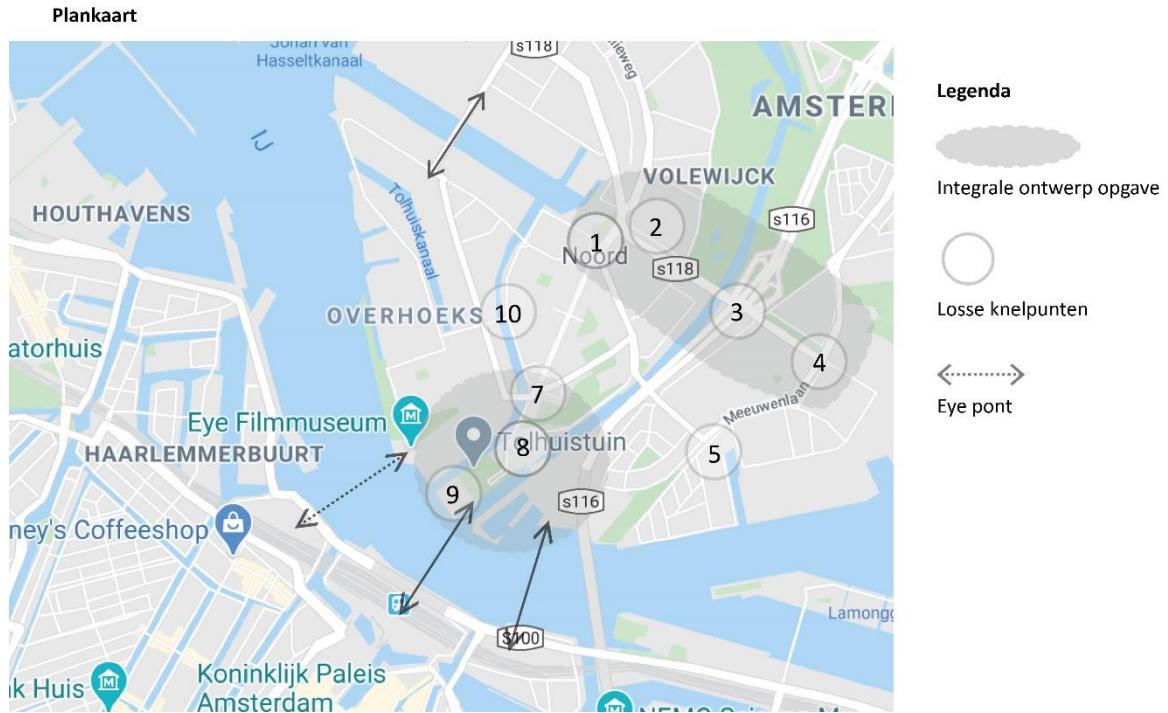 Plankaart
Johan van
Hasseltkanaal
s118
AMSTER
IJ
VOLEWIJCK
Tolhuiskanaal
HOUTHAVENS
s116
2
1
Noord
s118
OVERHOEKS
10
3
atorhuis
4
7
Meeuwenlaan
Eye Filmmuseum
Tolhuistuin
8
HAARLEMMERBUURT
5
9
s116
ney's Coffeeshop
Lamongg
S100
Koninklijk Paleis
Amsterdam
k Huis
Legenda
Integrale ontwerp opgave
Losse knelpunten
Eye pont